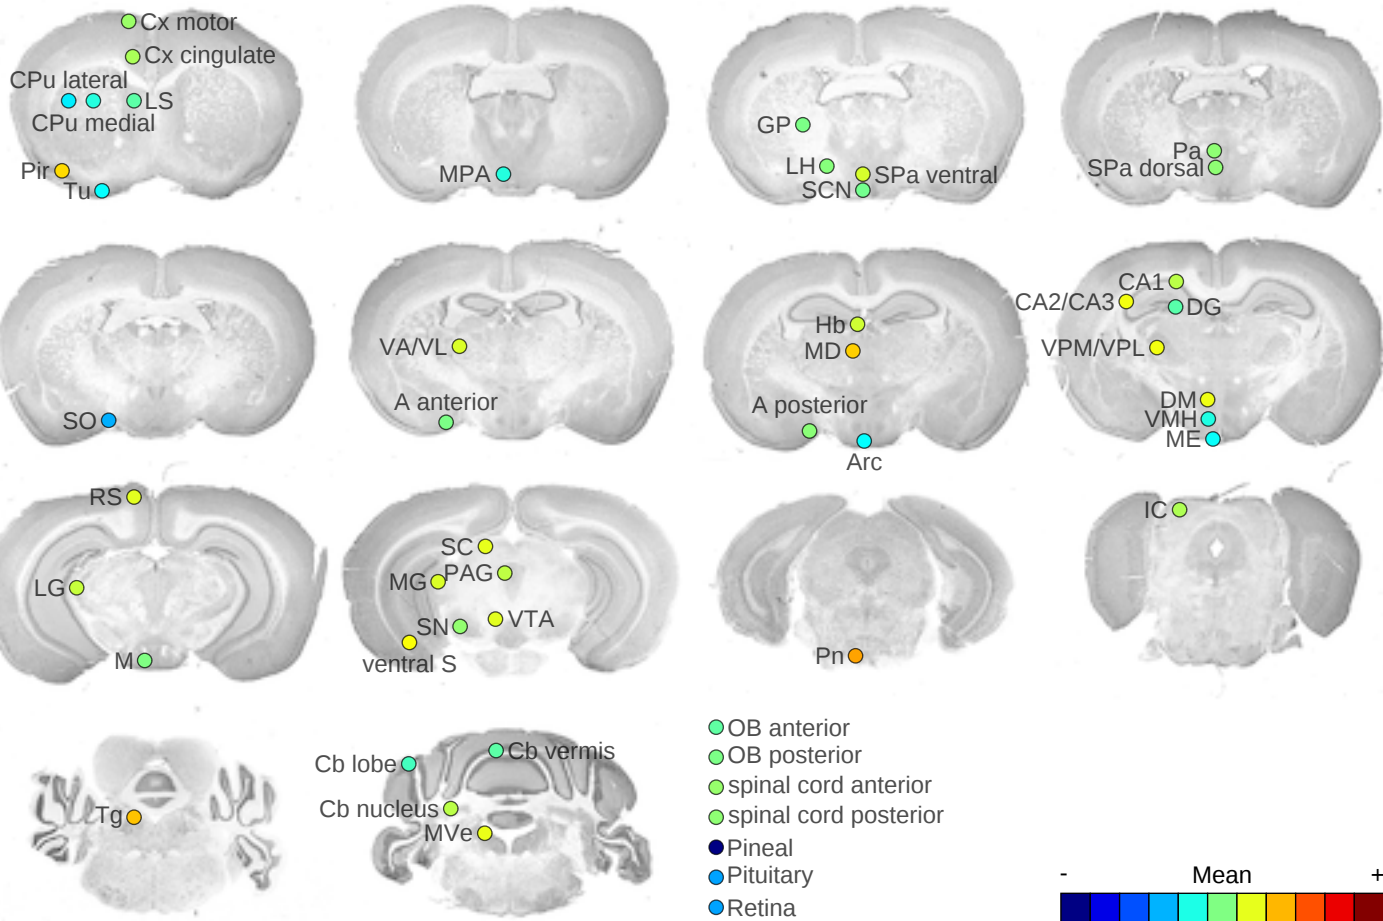 Cx motor
Cx cingulate
CPu lateral
LS
CPu medial
Pir
Tu
MPA
GP
LH
SPa ventral
SCN
Pa
SPa dorsal
SO
VA/VL
A anterior
Hb
MD
A posterior
Arc
CA1
CA2/CA3
DG
VPM/VPL
DM
VMH
ME
RS
LG
M
SC
MG
PAG
SN
VTA
ventral S
Pn
IC
Tg
Cb lobe
Cb vermis
Cb nucleus
MVe
OB anterior
OB posterior
spinal cord anterior
spinal cord posterior
Pineal
Pituitary
Retina
- Mean +